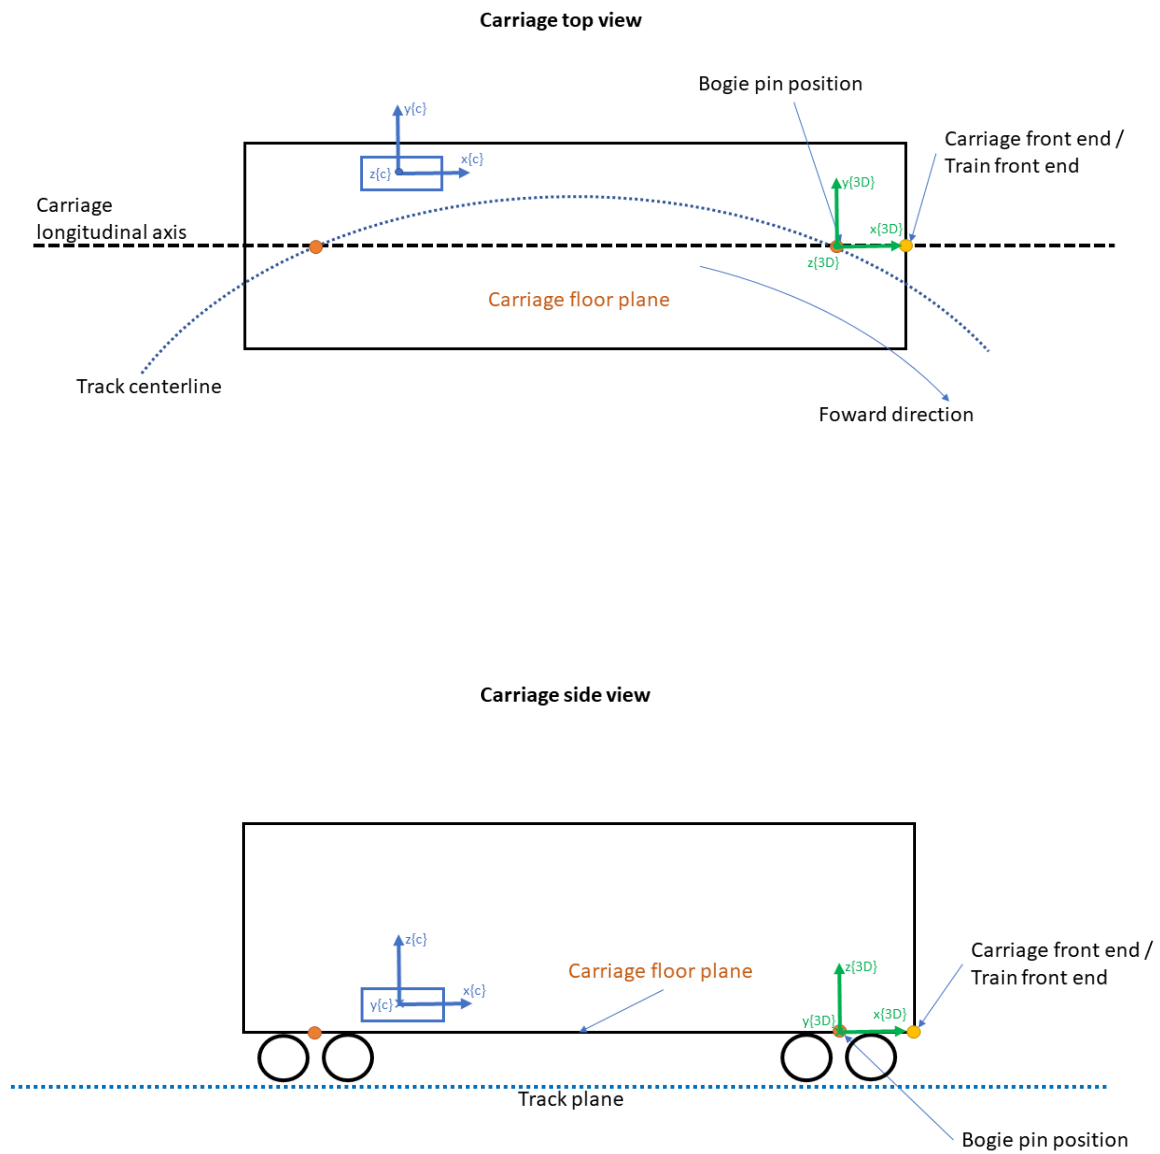 Carriage top view
Bogie pin position
y{c}
Carriage front end /
Train front end
z{c}
x{c}
y{3D}
Carriage
longitudinal axis
x{3D}
z{3D}
Carriage floor plane
Track centerline
Foward direction
Carriage side view
z{c}
Carriage front end /
Train front end
Carriage floor plane
z{3D}
y{c}
x{c}
y{3D}
x{3D}
Track plane
Bogie pin position